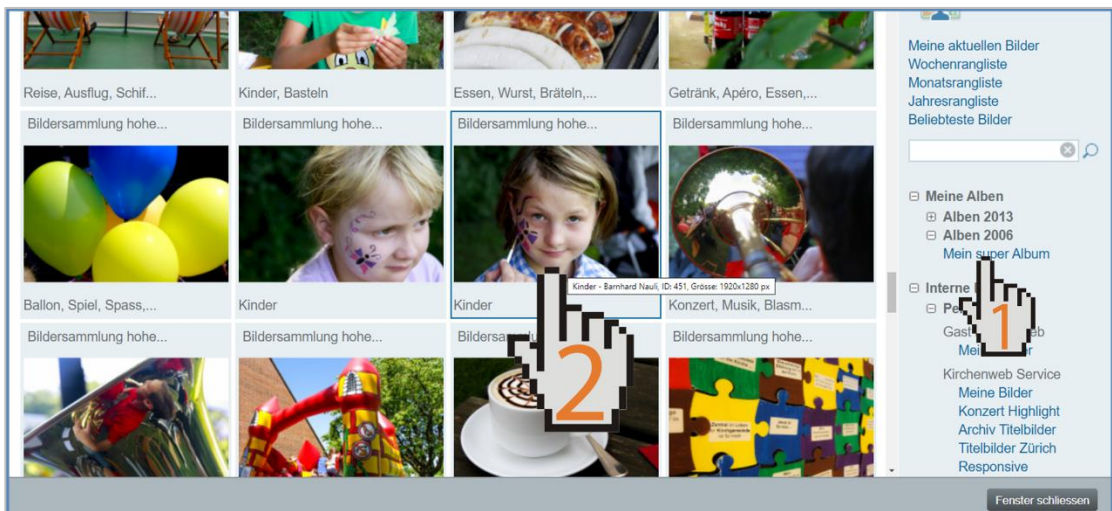 Reise, Ausflug, Schif...
Kinder, Basteln
Essen, Wurst, Bräteln,...
Getränk, Apéro, Essen,...
Bildersammlung hohe...
Bildersammlung hohe...
Bildersammlung hohe...
Bildersammlung hohe...
Ballon, Spiel, Spass,...
Kinder
Kinder
Konzert, Musik, Blasm...
Kinder - Barnhard Nauli, ID: 451, Grösse: 1920x1280 px
Bildersammlung hohe...
Bildersammlung hohe...
Bildersammlung hohe...
2
Meine aktuellen Bilder
Wochenrangliste
Monatsrangliste
Jahresrangliste
Beliebteste Bilder
Meine Alben
Alben 2013
Alben 2006
Mein super Album
Interne
1
Kirchenweb Service
Meine Bilder
Konzert Highlight
Archiv Titelbilder
Titelbilder Zürich
Responsive
Fenster schliessen